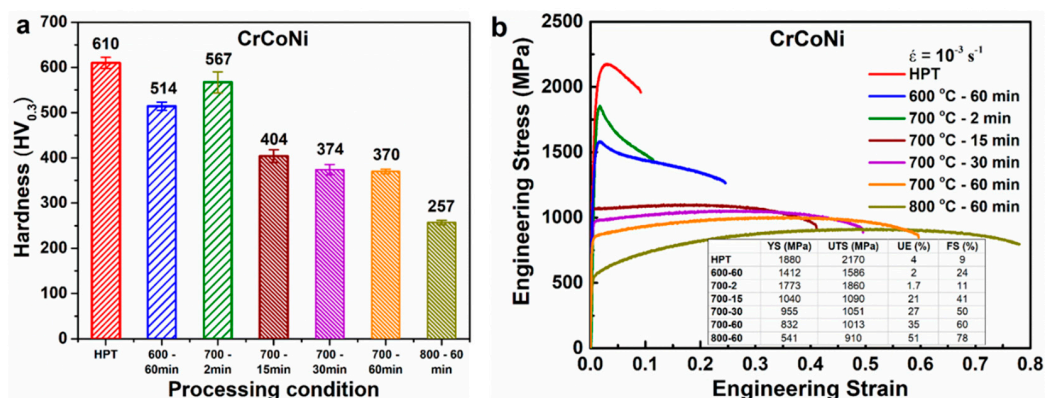 a
CrCoNi
Hardness (HV0.3)
700
600
500
400
300
200
100
0
610
514
567
404
374
370
257
HPT
600 -
60min
700 -
2min
700 -
15min
700 -
30min
700 -
60min
800 - 60
min
Processing condition
b
CrCoNi
Engineering Stress (MPa)
2500
2250
2000
1750
1500
1250
1000
750
500
250
0
ε̇ = 10-3 s-1
HPT
600 °C - 60 min
700 °C - 2 min
700 °C - 15 min
700 °C - 30 min
700 °C - 60 min
800 °C - 60 min
YS (MPa) UTS (MPa) UE (%) FS (%)
HPT 1880 2170 4 9
600-60 1412 1586 2 24
700-2 1773 1860 1.7 11
700-15 1040 1090 21 41
700-30 955 1051 27 50
700-60 832 1013 35 60
800-60 541 910 51 78
0.0 0.1 0.2 0.3 0.4 0.5 0.6 0.7 0.8
Engineering Strain